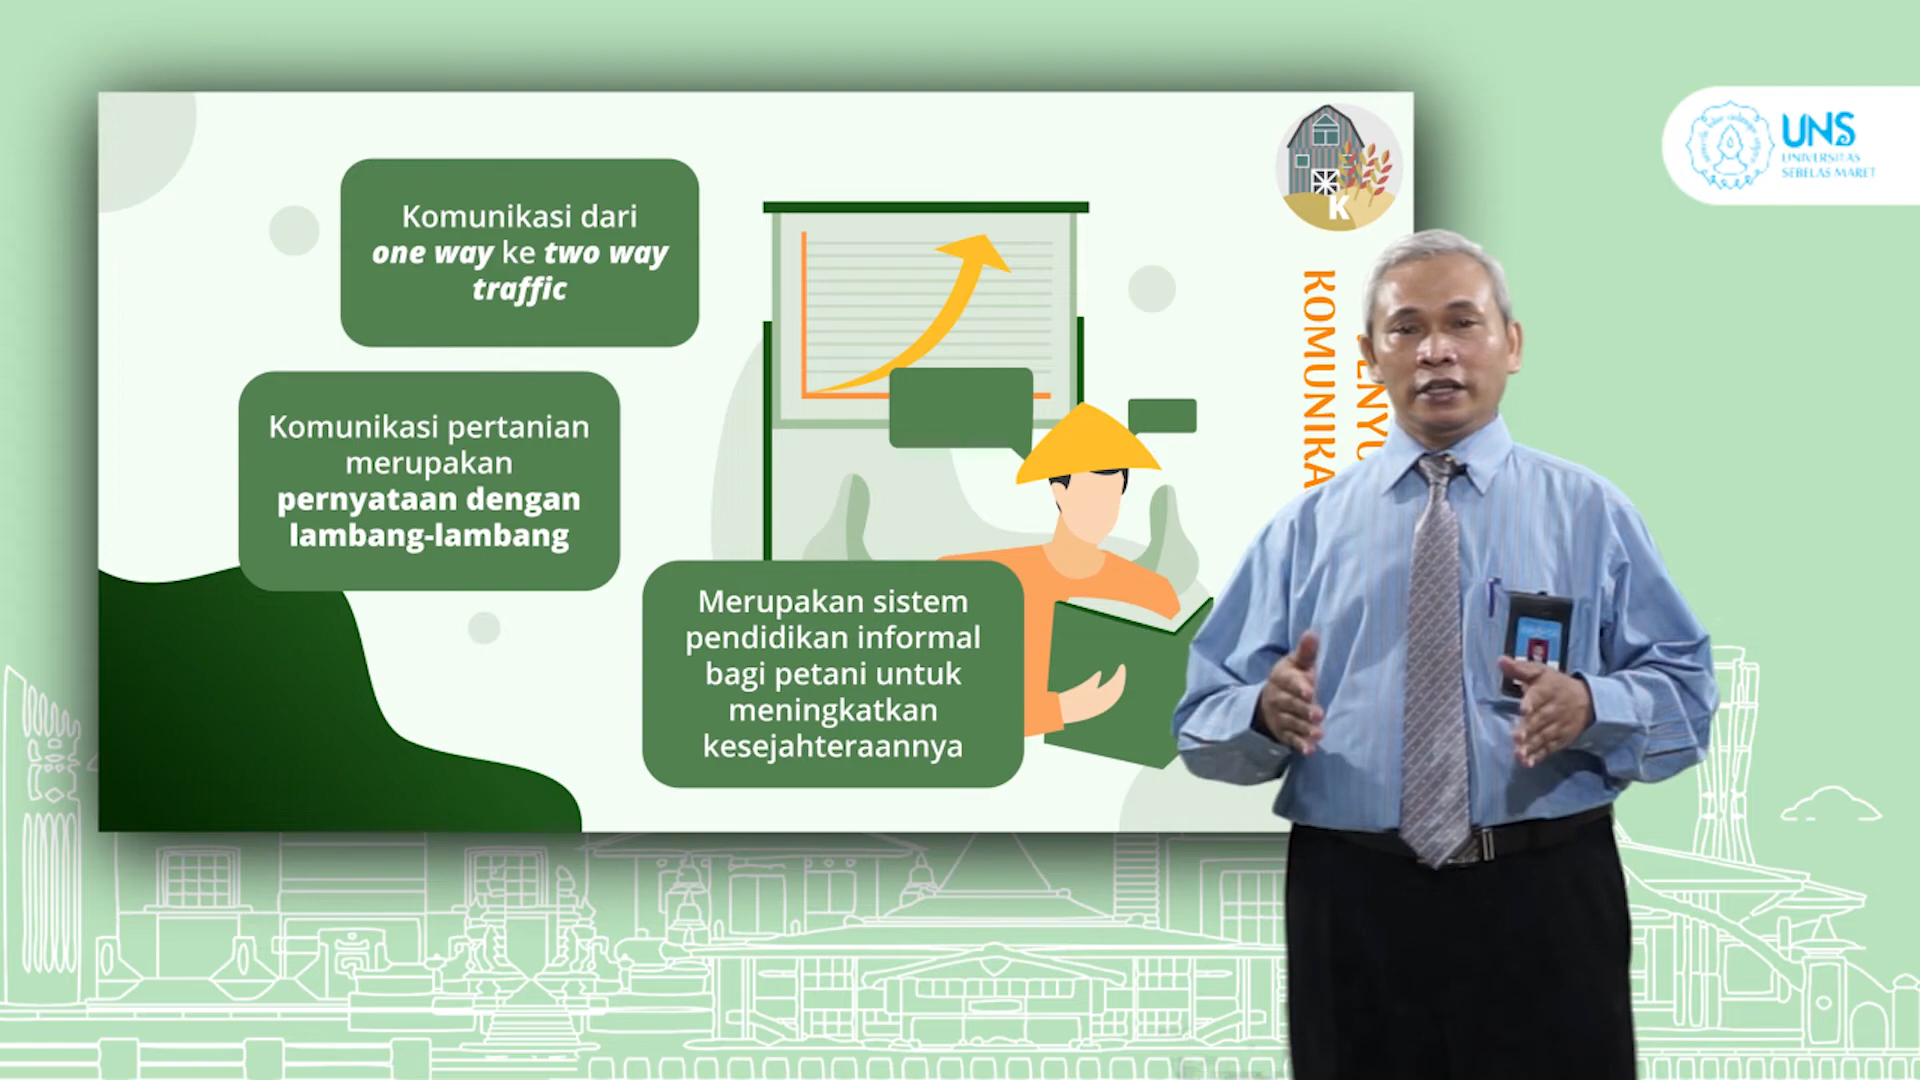 Komunikasi dari
one way ke two way
traffic
Komunikasi pertanian
merupakan
pernyataan dengan
lambang-lambang
Merupakan sistem
pendidikan informal
bagi petani untuk
meningkatkan
kesejahteraannya
K
UNS
UNIVERSITAS
SEBELAS MARET